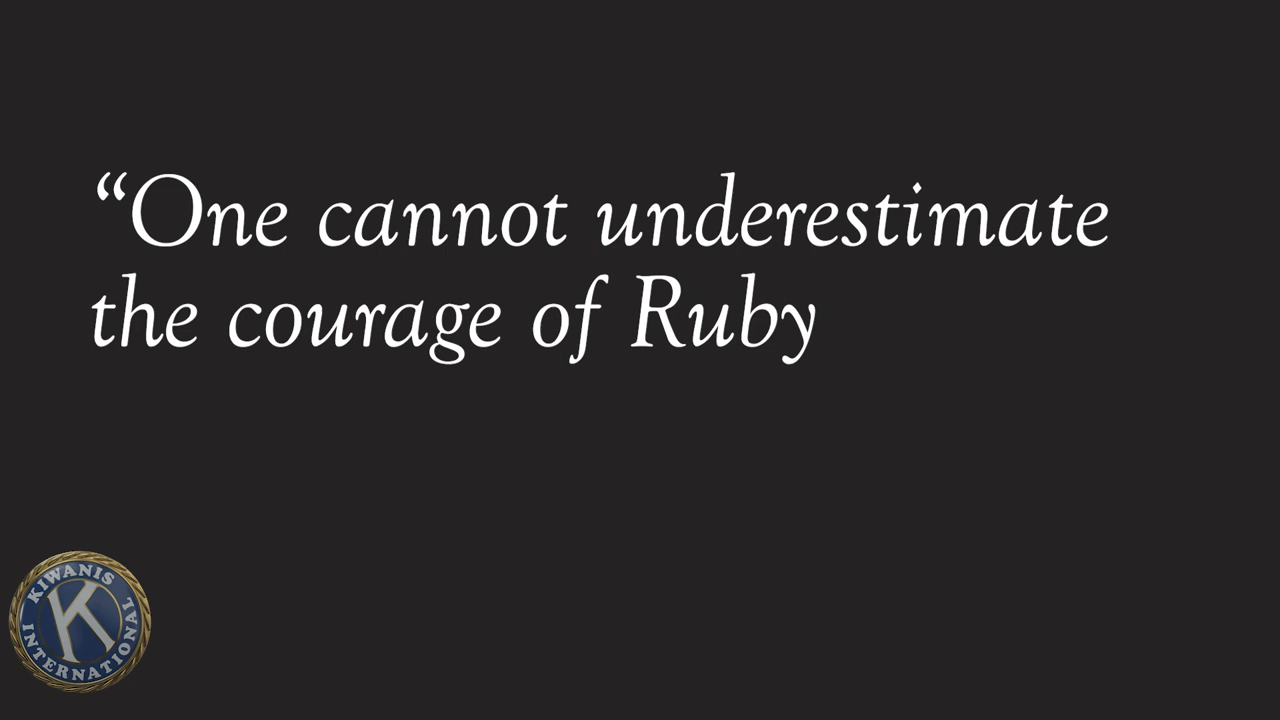 “One cannot underestimate
the courage of Ruby
KIWANIS
K
INTERNATIONAL